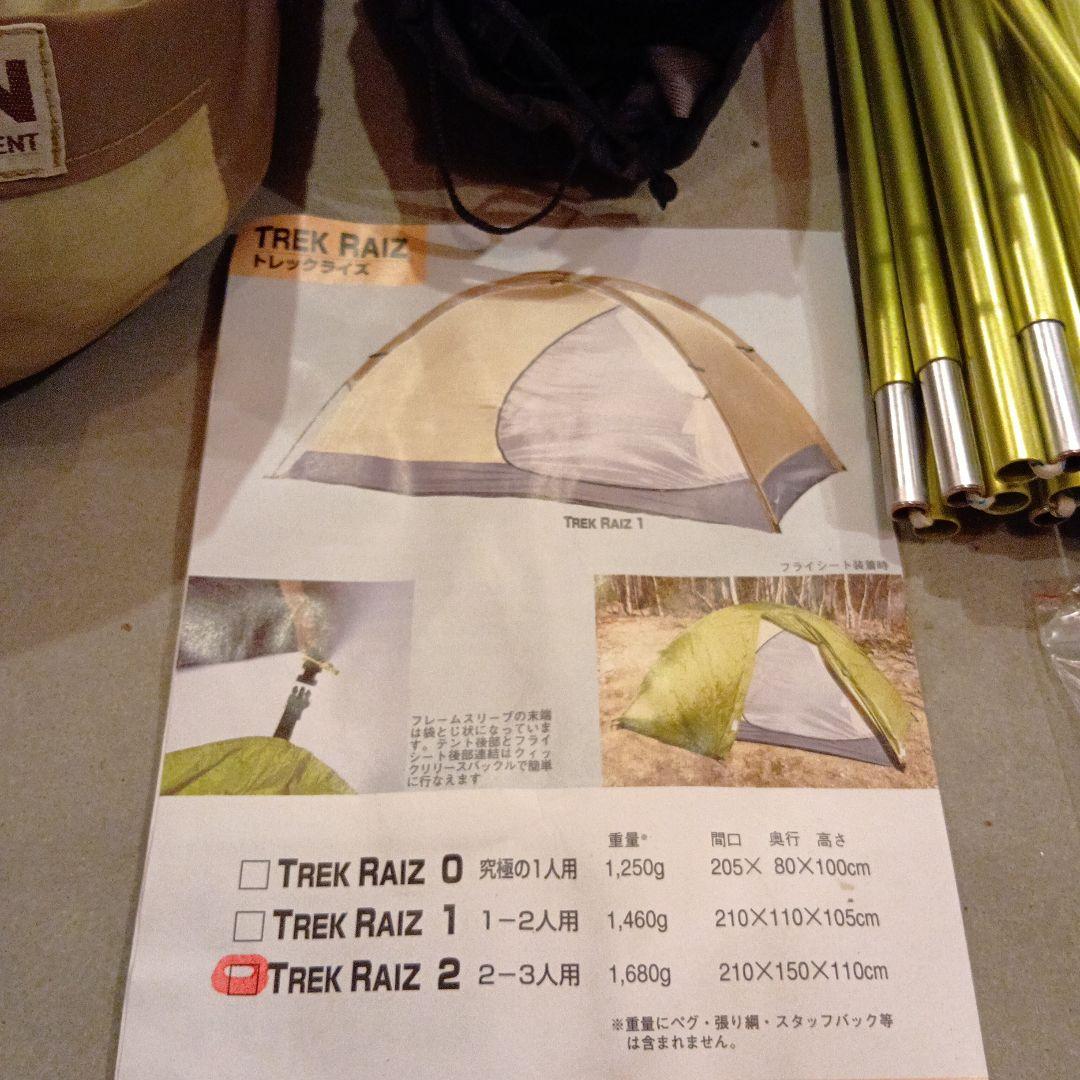 N
ENT
TREK RAIZ
トレックライズ
TREK RAIZ 1
フライシート装着時
フレームスリーブの末端
は袋とじ状になっていま
す。テント後部とフライ
シート後部連結はクィッ
クリリースバックルで簡単
に行なえます
重量※ 間口 奥行 高さ
TREK RAIZ 0 究極の1人用 1,250g 205× 80×100cm
TREK RAIZ 1 1－2人用 1,460g 210×110×105cm
TREK RAIZ 2 2－3人用 1,680g 210×150×110cm
※重量にペグ・張り綱・スタッフバック等
は含まれません。